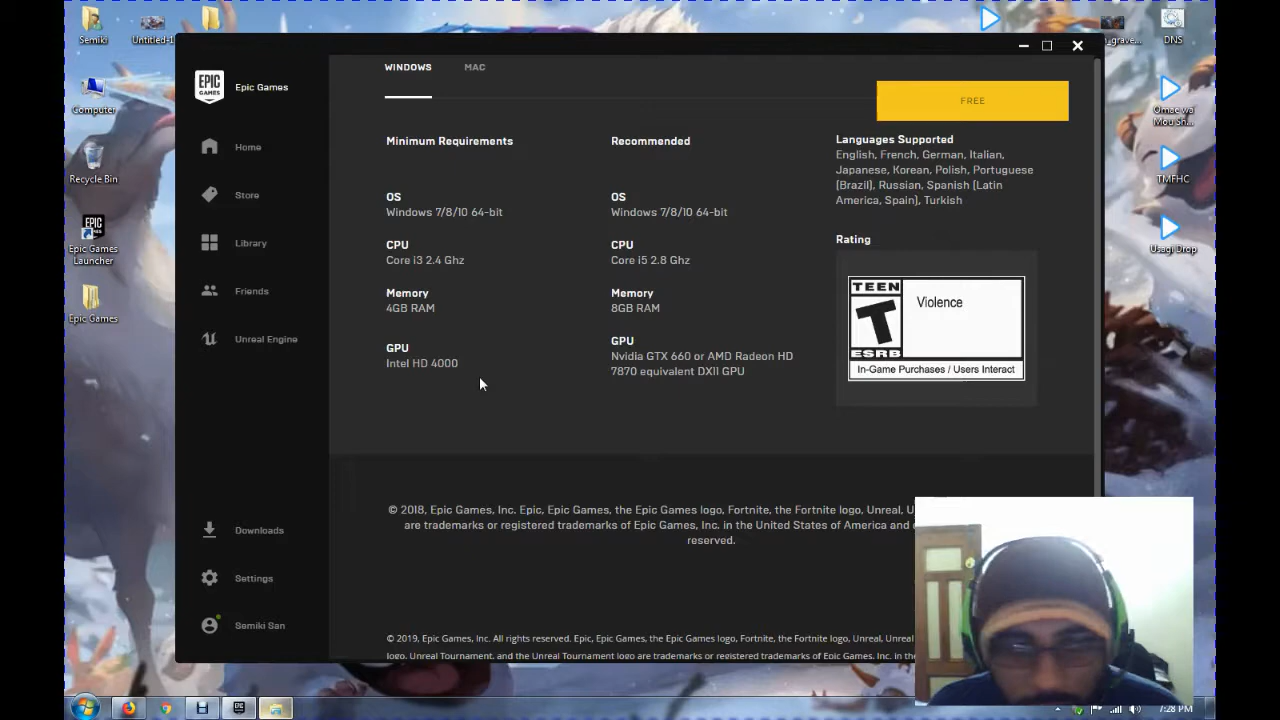 Semiki
Untitled-1
DNS
Computer
Recycle Bin
Epic Games
Launcher
Epic Games
Omae wa
Mou Sh...
TMFHC
Usagi Drop
EPIC
GAMES
Epic Games
Home
Store
Library
Friends
Unreal Engine
Downloads
Settings
Semiki San
WINDOWS
MAC
FREE
Minimum Requirements
OS
Windows 7/8/10 64-bit
CPU
Core i3 2.4 Ghz
Memory
4GB RAM
GPU
Intel HD 4000
Recommended
OS
Windows 7/8/10 64-bit
CPU
Core i5 2.8 Ghz
Memory
8GB RAM
GPU
Nvidia GTX 660 or AMD Radeon HD
7870 equivalent DX11 GPU
Languages Supported
English, French, German, Italian,
Japanese, Korean, Polish, Portuguese
(Brazil), Russian, Spanish (Latin
America, Spain), Turkish
Rating
TEEN
T
ESRB
Violence
In-Game Purchases / Users Interact
© 2018, Epic Games, Inc. Epic, Epic Games, the Epic Games logo, Fortnite, the Fortnite logo, Unreal,
are trademarks or registered trademarks of Epic Games, Inc. in the United States of America and
reserved.
© 2019, Epic Games, Inc. All rights reserved. Epic, Epic Games, the Epic Games logo, Fortnite, the Fortnite logo, Unreal, Unreal
logo, Unreal Tournament, and the Unreal Tournament logo are trademarks or registered trademarks of Epic Games, Inc. in the
7:28 PM